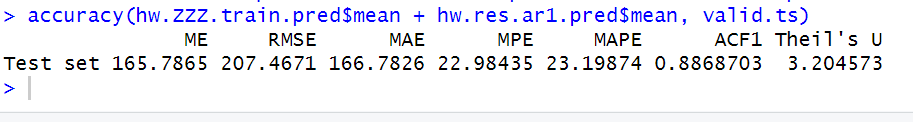 > accuracy(hw.ZZZ.train.pred$mean + hw.res.ar1.pred$mean, valid.ts)
ME RMSE MAE MPE MAPE ACF1 Theil's U
Test set 165.7865 207.4671 166.7826 22.98435 23.19874 0.8868703 3.204573
>